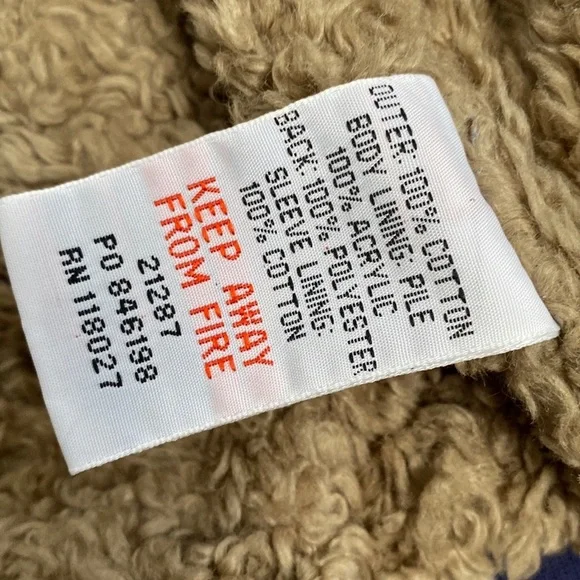 OUTER: 100% COTTON
BODY LINING: PILE
100% ACRYLIC
BACK: 100% POLYESTER
SLEEVE LINING:
100% COTTON
KEEP AWAY
FROM FIRE
21287
PO 846198
RN 118027